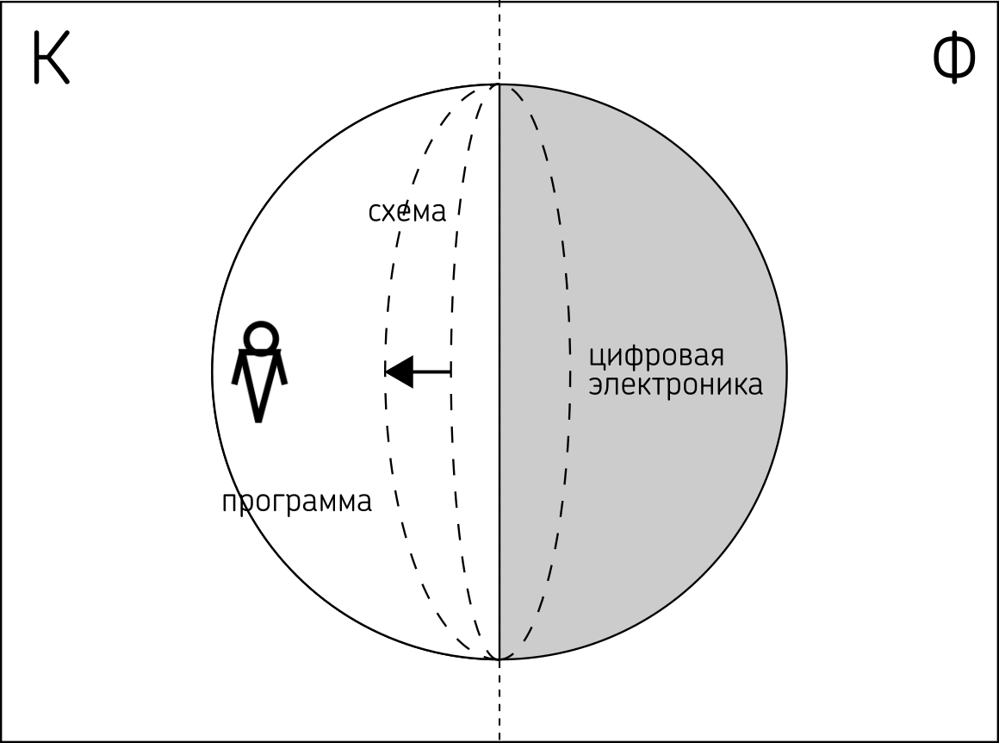 К
Ф
схема
цифровая
электроника
программа